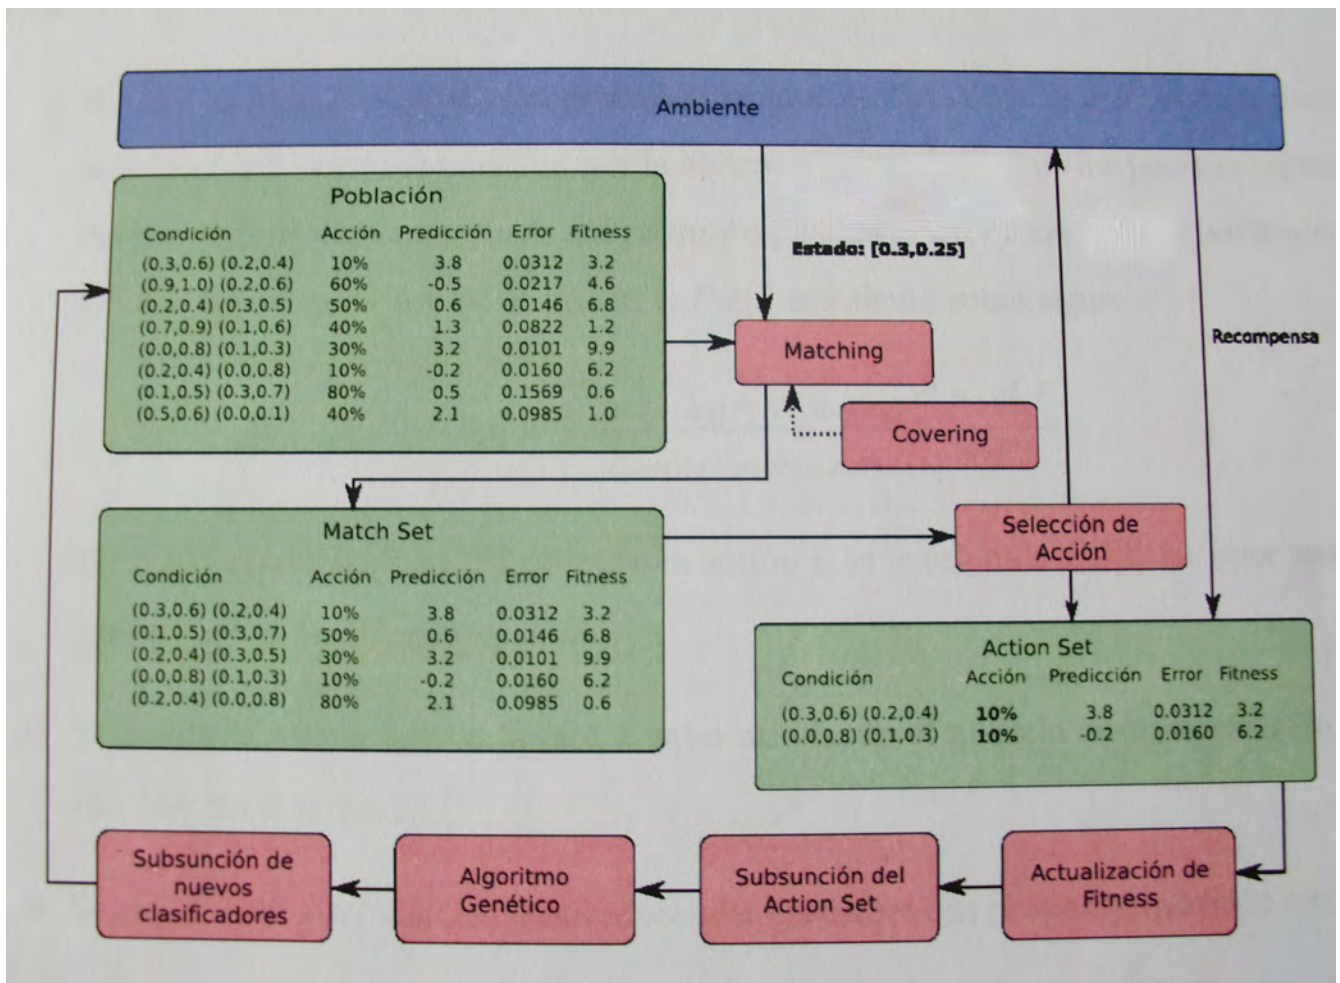 Ambiente
Población
Condición Acción Predicción Error Fitness
(0.3,0.6) (0.2,0.4) 10% 3.8 0.0312 3.2
(0.9,1.0) (0.2,0.6) 60% -0.5 0.0217 4.6
(0.2,0.4) (0.3,0.5) 50% 0.6 0.0146 6.8
(0.7,0.9) (0.1,0.6) 40% 1.3 0.0822 1.2
(0.0,0.8) (0.1,0.3) 30% 3.2 0.0101 9.9
(0.2,0.4) (0.0,0.8) 10% -0.2 0.0160 6.2
(0.1,0.5) (0.3,0.7) 80% 0.5 0.1569 0.6
(0.5,0.6) (0.0,0.1) 40% 2.1 0.0985 1.0
Estado: [0.3,0.25]
Recompensa
Matching
Covering
Match Set
Condición Acción Predicción Error Fitness
(0.3,0.6) (0.2,0.4) 10% 3.8 0.0312 3.2
(0.1,0.5) (0.3,0.7) 50% 0.6 0.0146 6.8
(0.2,0.4) (0.3,0.5) 30% 3.2 0.0101 9.9
(0.0,0.8) (0.1,0.3) 10% -0.2 0.0160 6.2
(0.2,0.4) (0.0,0.8) 80% 2.1 0.0985 0.6
Selección de
Acción
Action Set
Condición Acción Predicción Error Fitness
(0.3,0.6) (0.2,0.4) 10% 3.8 0.0312 3.2
(0.0,0.8) (0.1,0.3) 10% -0.2 0.0160 6.2
Subsunción de
nuevos
clasificadores
Algoritmo
Genético
Subsunción del
Action Set
Actualización de
Fitness